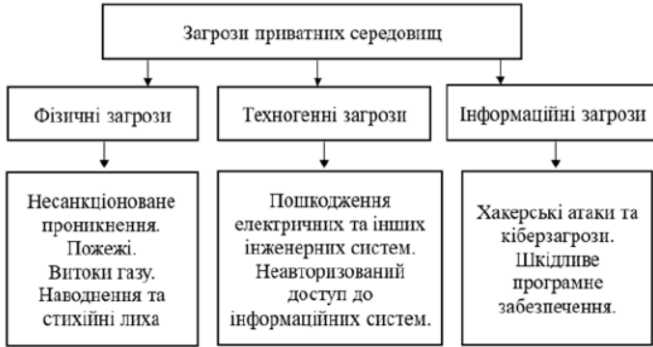 Загрози приватних середовищ
Фізичні загрози
Техногенні загрози
Інформаційні загрози
Несанкціоноване
проникнення.
Пожежі.
Витоки газу.
Наводнення та
стихійні лиха
Пошкодження
електричних та інших
інженерних систем.
Неавторизований
доступ до
інформаційних систем.
Хакерські атаки та
кіберзагрози.
Шкідливе
програмне
забезпечення.